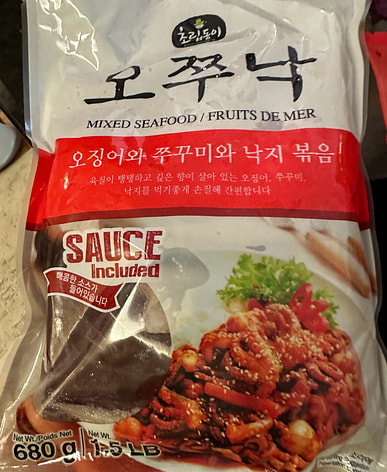 초립동이
오쭈낙
MIXED SEAFOOD / FRUITS DE MER
오징어와 쭈꾸미와 낙지 볶음
육질이 탱탱하고 깊은 향이 살아 있는 오징어, 쭈꾸미,
낙지를 먹기좋게 손질해 간편합니다
SAUCE
Included
매콤한 소스가
들어있습니다
Net Wt./Poids Net
680 g
Net Wt.
1.5 LB